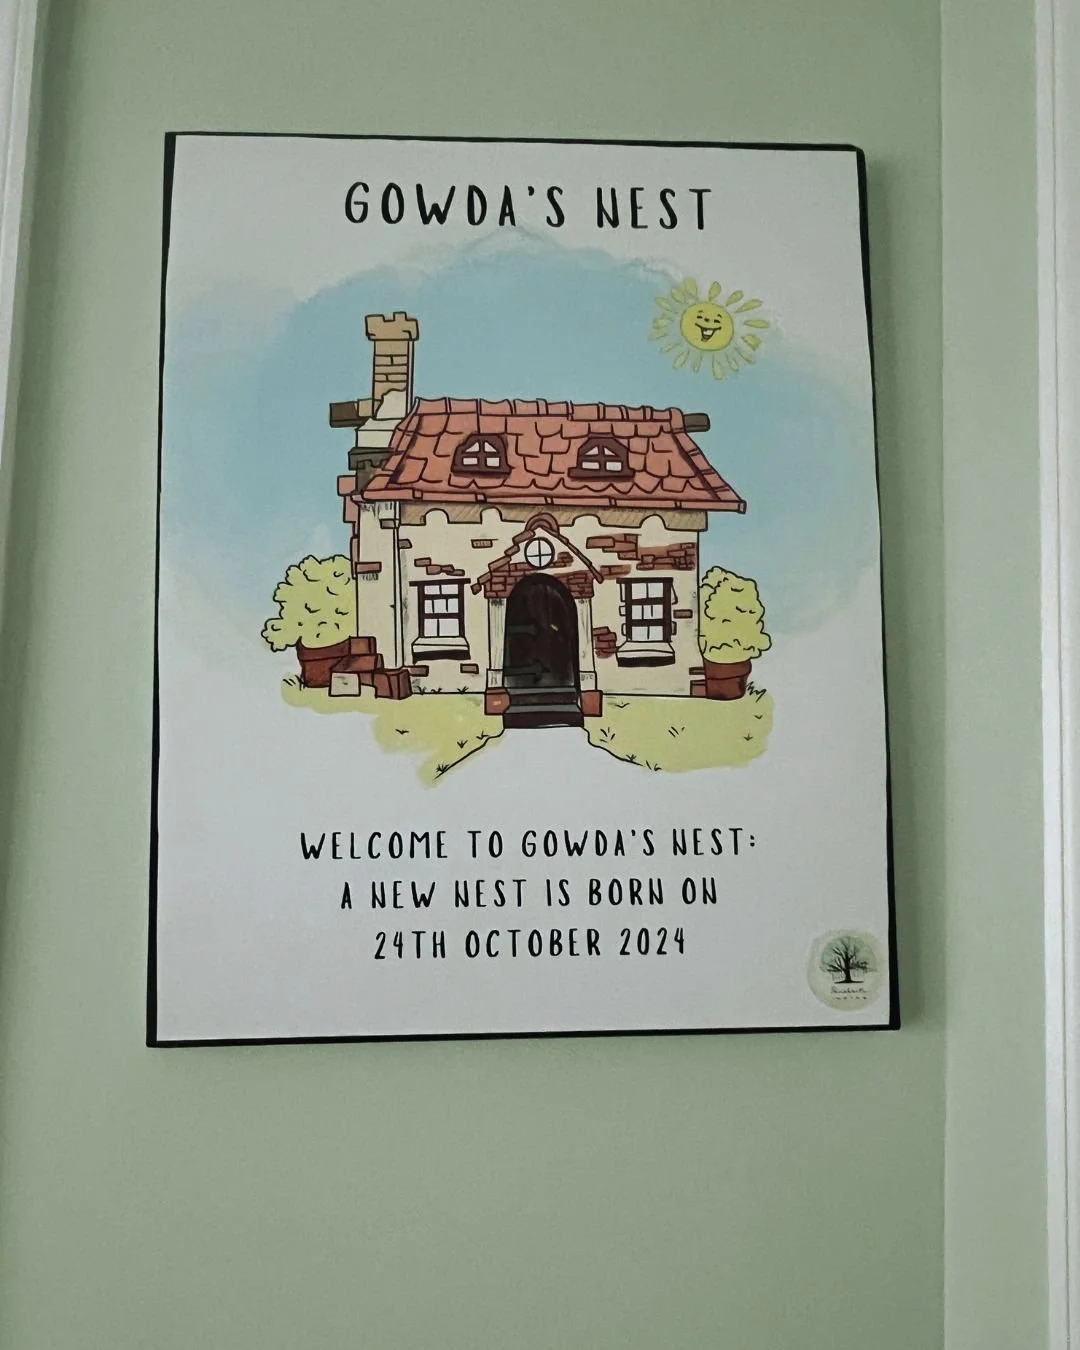 GOWDA'S NEST
WELCOME TO GOWDA'S NEST:
A NEW NEST IS BORN ON
24TH OCTOBER 2024